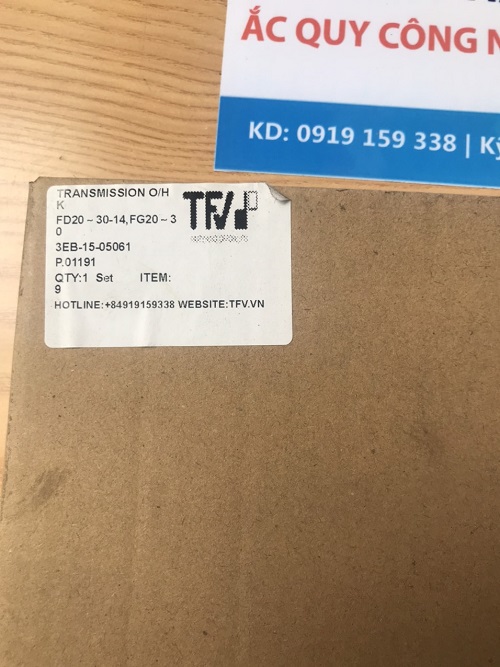 ẮC QUY CÔNG N
KD: 0919 159 338 | Kỹ
TRANSMISSION O/H
K
TFV
FD20～30-14,FG20～3
0
3EB-15-05061
P.01191
QTY:1 Set ITEM:
9
HOTLINE:+84919159338 WEBSITE:TFV.VN